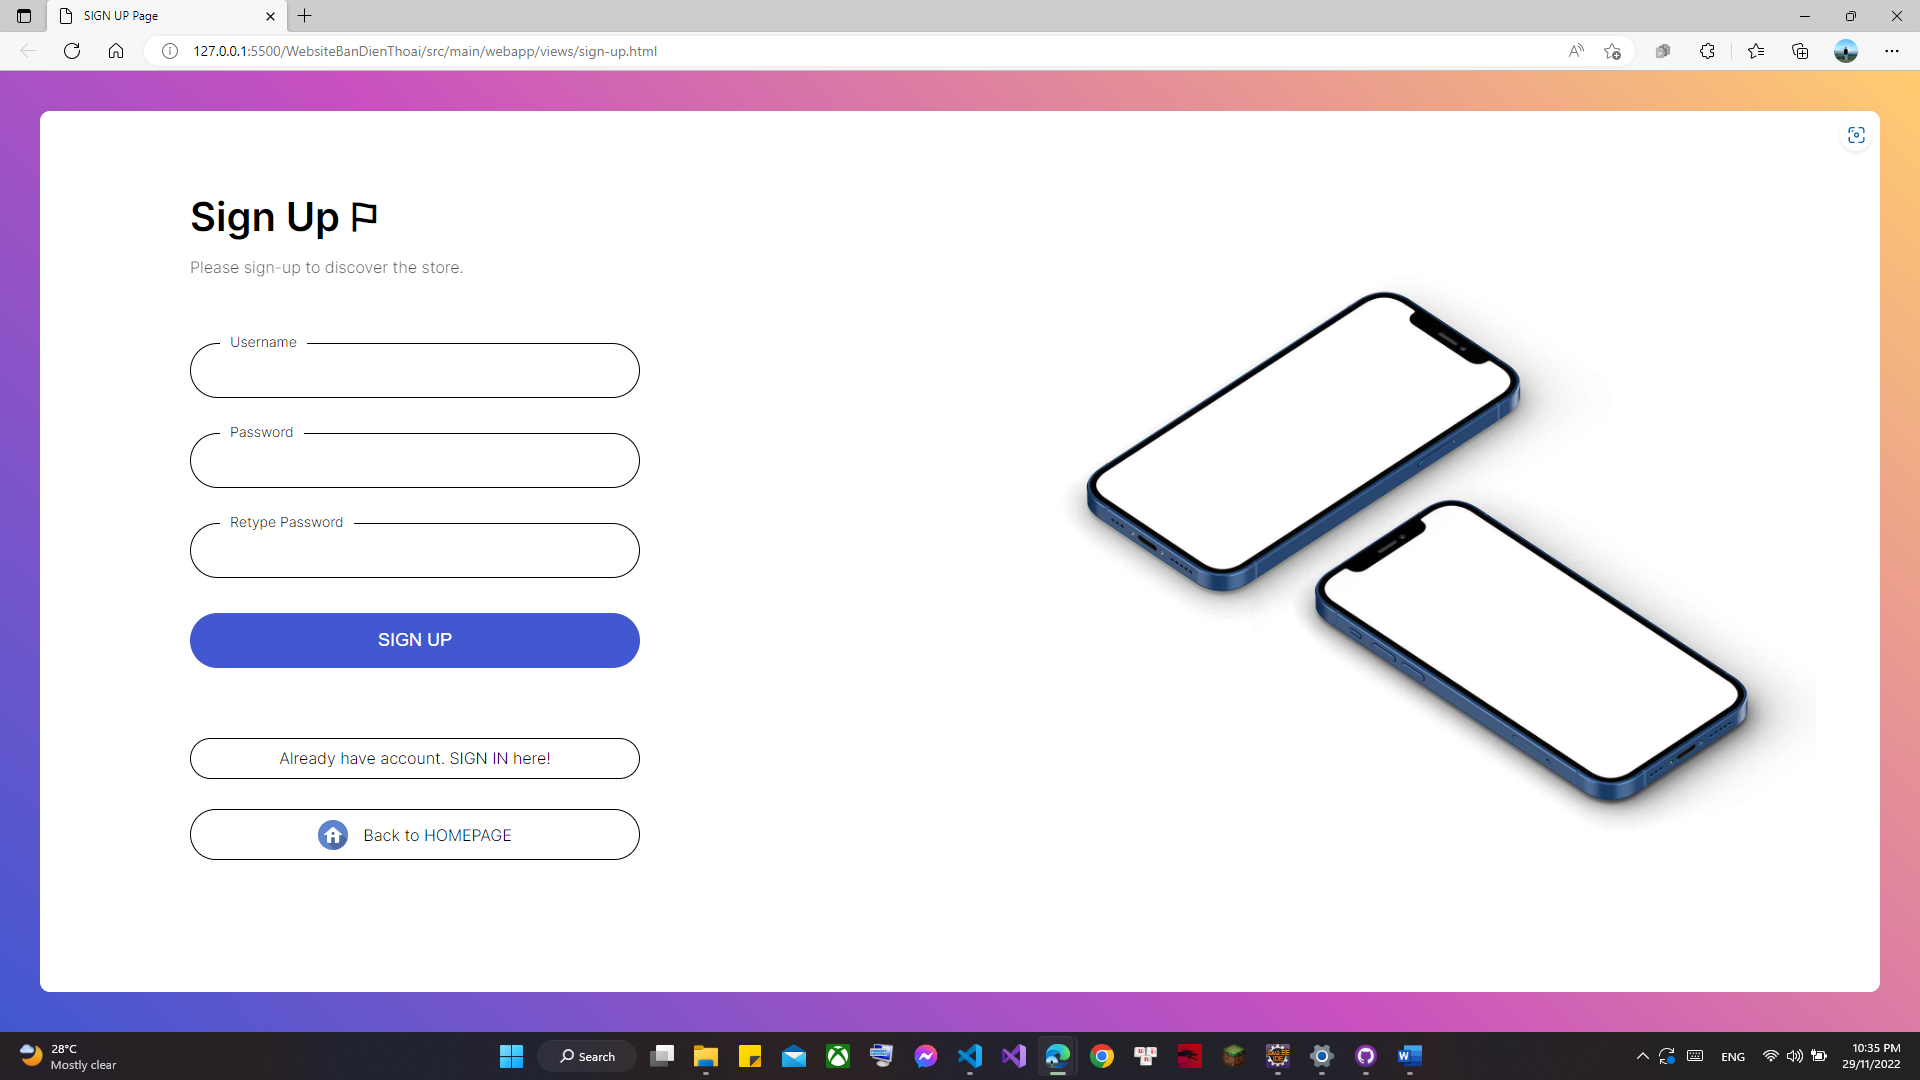 SIGN UP Page
127.0.0.1:5500/WebsiteBanDienThoai/src/main/webapp/views/sign-up.html
Sign Up
Please sign-up to discover the store.
Username
Password
Retype Password
SIGN UP
Already have account. SIGN IN here!
Back to HOMEPAGE
28°C
Mostly clear
Search
ENG
10:35 PM
29/11/2022